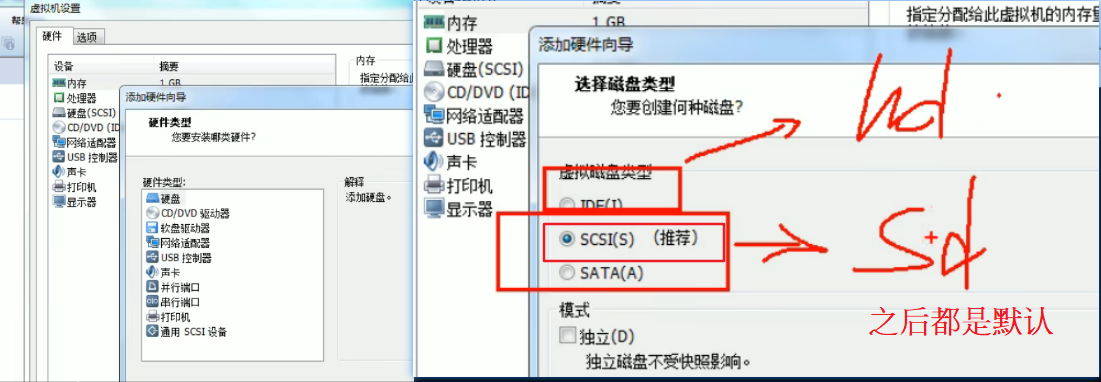 帮
虚拟机设置
硬件
选项
设备
摘要
内存
1 GB
处理器
硬盘(SCSI)
CD/DVD (ID
网络适配器
USB 控制器
声卡
打印机
显示器
内存
指定分配给此
添加硬件向导
硬件类型
您要安装哪类硬件?
硬件类型:
硬盘
CD/DVD 驱动器
软盘驱动器
网络适配器
USB 控制器
声卡
并行端口
串行端口
打印机
通用 SCSI 设备
解释
添加硬盘。
摘要
内存
1 GB
处理器
硬盘(SCSI)
CD/DVD (ID
网络适配器
USB 控制器
声卡
打印机
显示器
指定分配给此虚拟机的内存量
添加硬件向导
选择磁盘类型
您要创建何种磁盘?
虚拟磁盘类型
IDE(I)
SCSI(S) (推荐)
SATA(A)
模式
独立(D)
独立磁盘不受快照影响。
hd
sd
之后都是默认